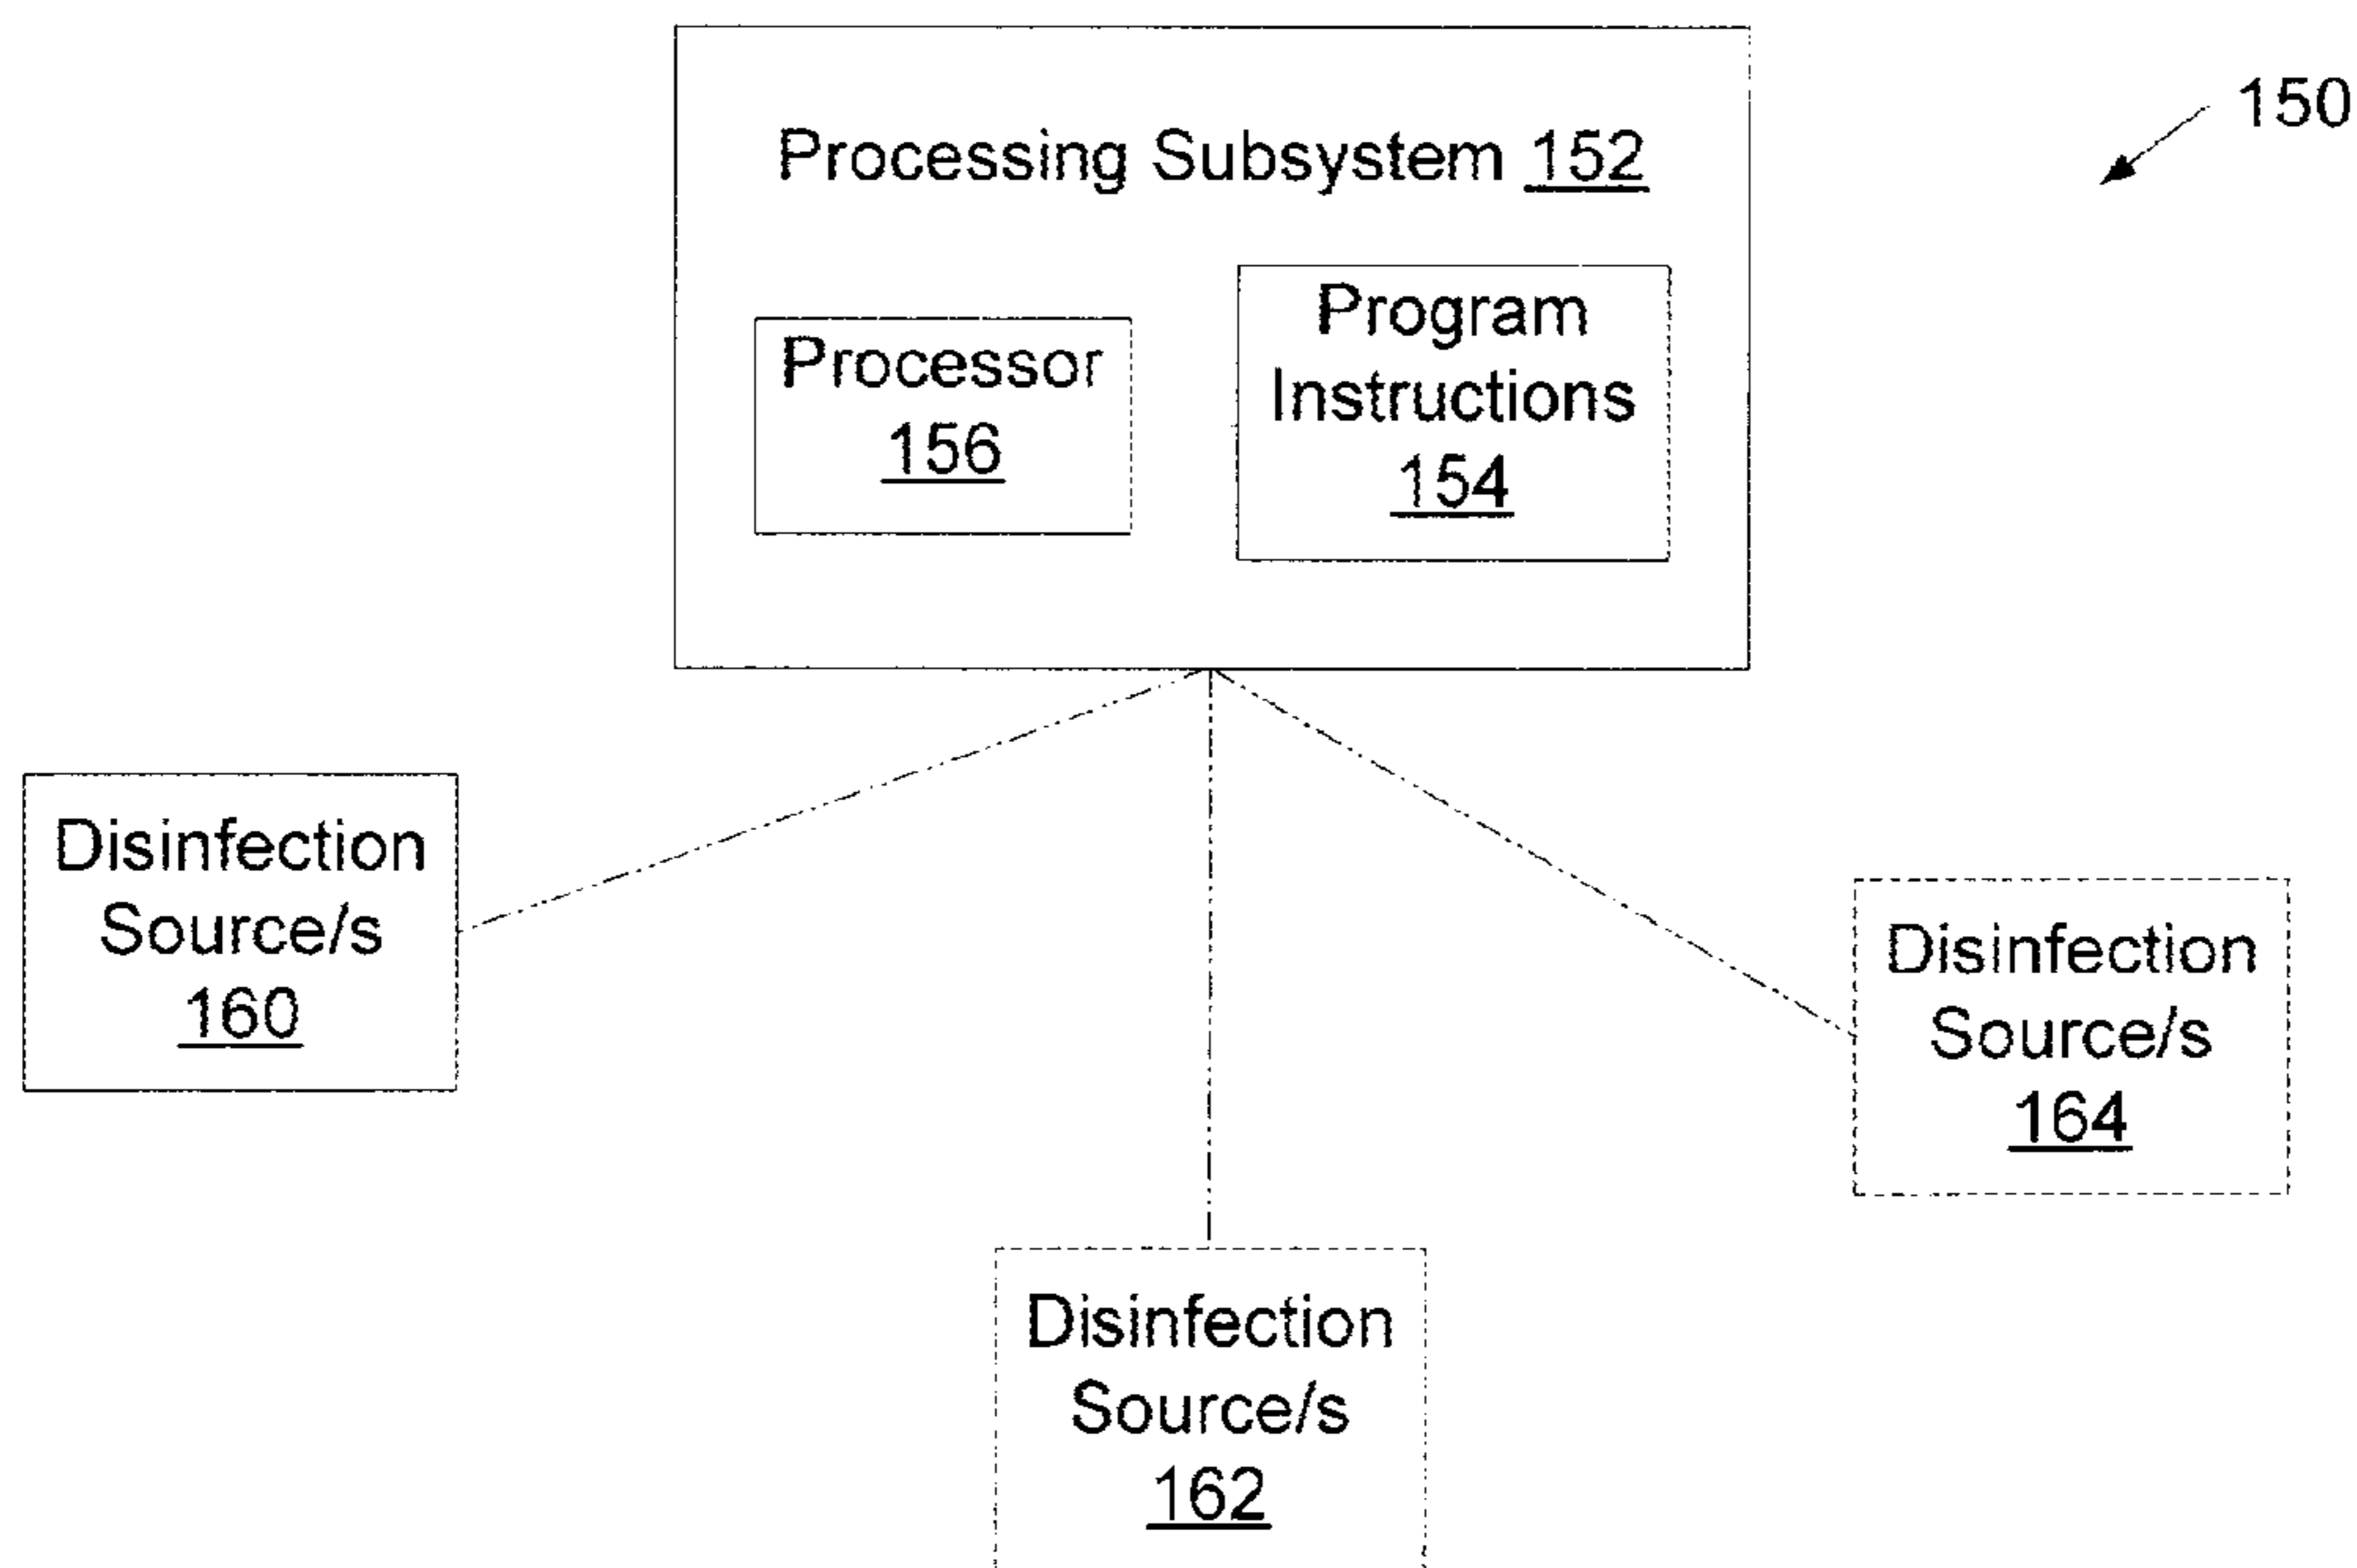 150
Processing Subsystem 152
Processor
156
Program
Instructions
154
Disinfection
Source/s
160
Disinfection
Source/s
164
Disinfection
Source/s
162